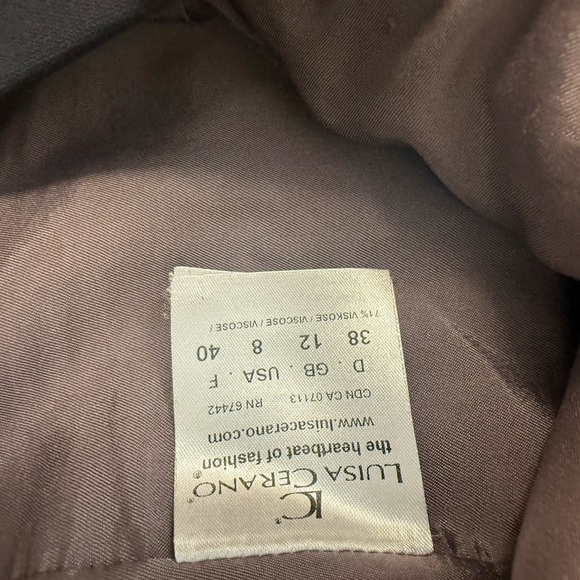 LC®
LUISA CERANO®
the heartbeat of fashion
www.luisacerano.com
CDN CA 07113 RN 67442
D . GB . USA . F
38 12 8 40
71% VISKOSE / VISCOSE / VISCOSE /